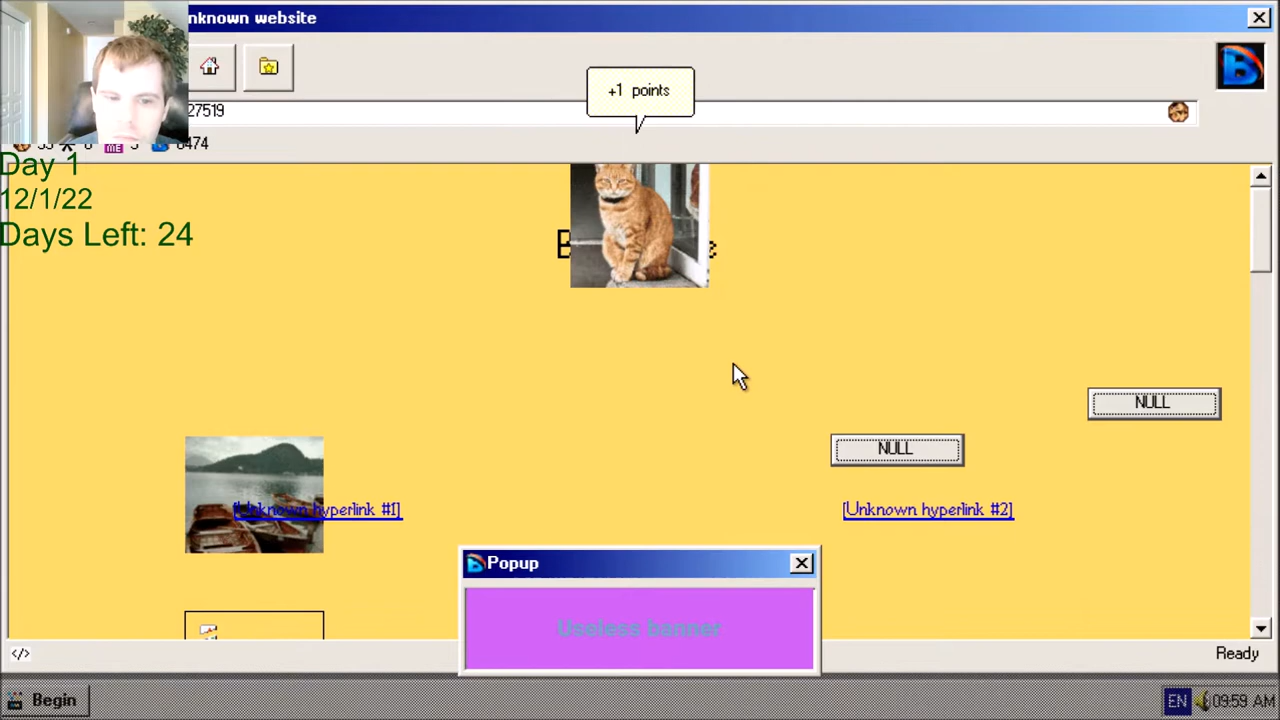 nknown website
+1 points
27519
8474
Day 1
12/1/22
Days Left: 24
NULL
NULL
[Unknown hyperlink #1]
[Unknown hyperlink #2]
Popup
Useless banner
Ready
Begin
EN
09:59 AM